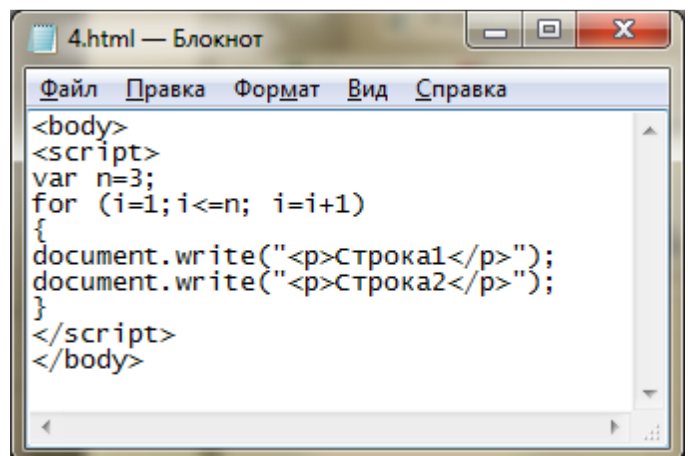 4.html — Блокнот
Файл Правка Формат Вид Справка
<body>
<script>
var n=3;
for (i=1;i<=n; i=i+1)
{
document.write("<p>Строка1</p>");
document.write("<p>Строка2</p>");
}
</script>
</body>